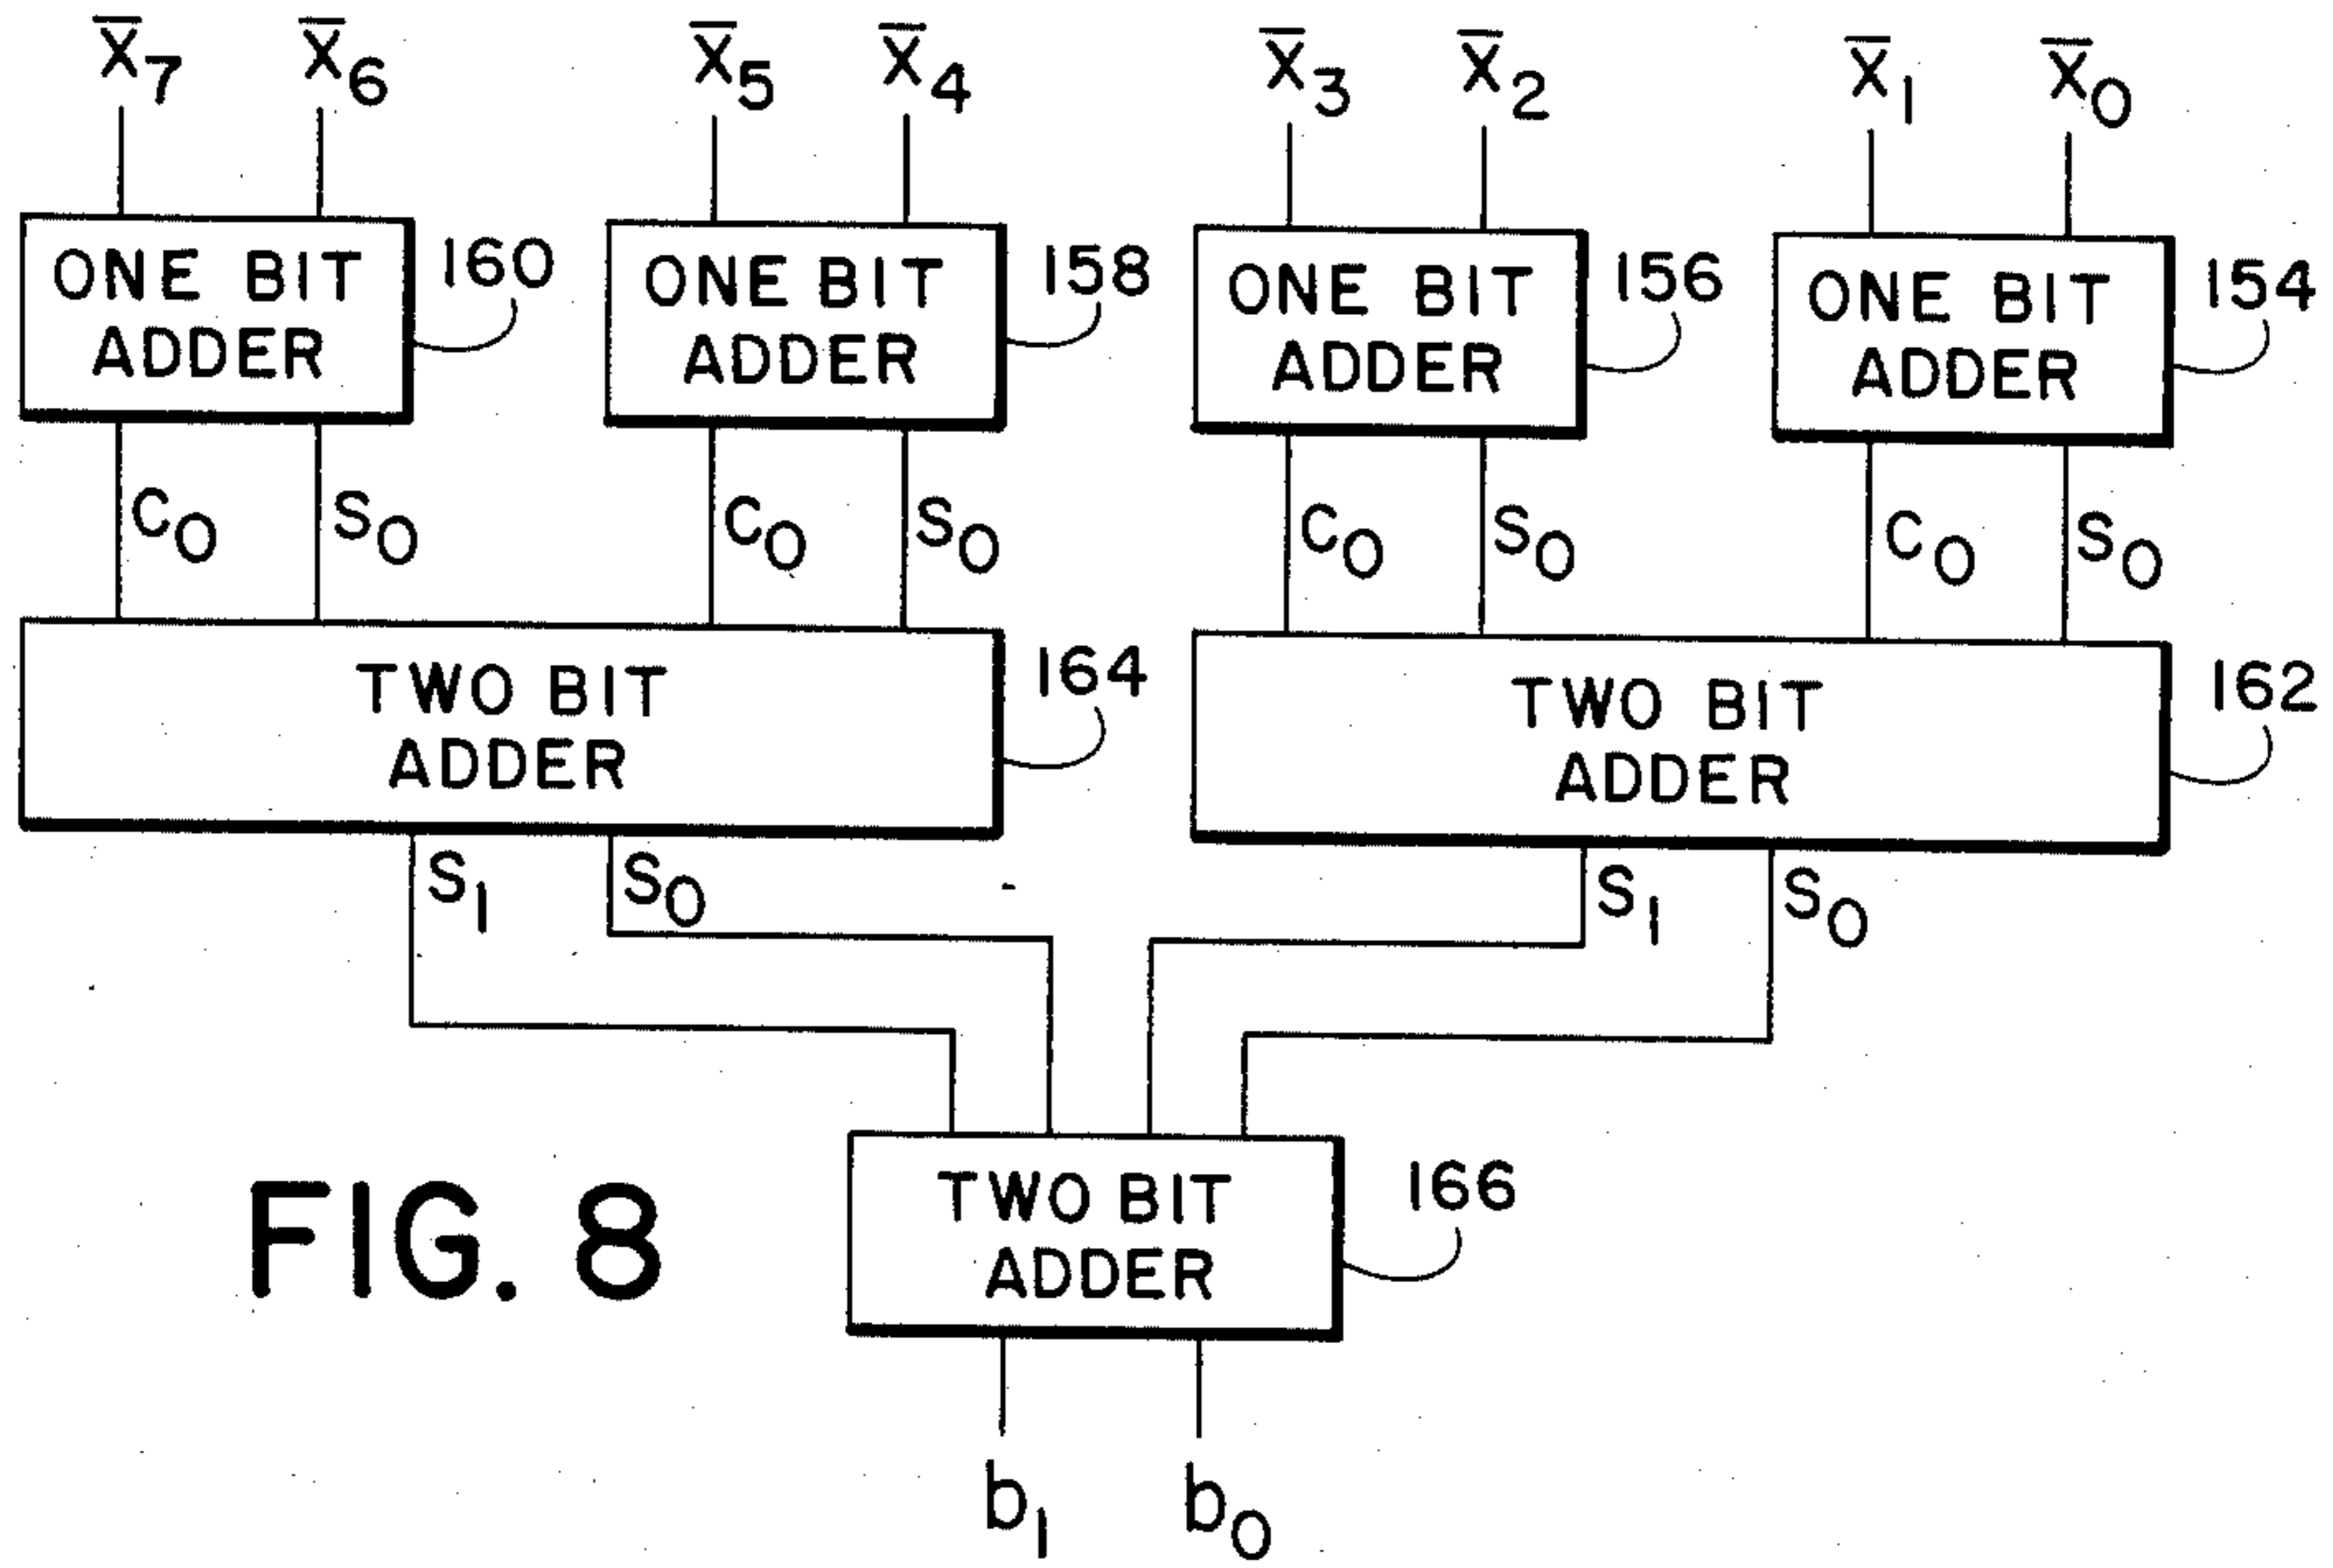 X̅7 X̅6 X̅5 X̅4 X̅3 X̅2 X̅1 X̅0
ONE BIT
ADDER
160
ONE BIT
ADDER
158
ONE BIT
ADDER
156
ONE BIT
ADDER
154
C0 S0 C0 S0 C0 S0 C0 S0
TWO BIT
ADDER
164
TWO BIT
ADDER
162
S1 S0 S1 S0
TWO BIT
ADDER
166
FIG. 8
b1 b0